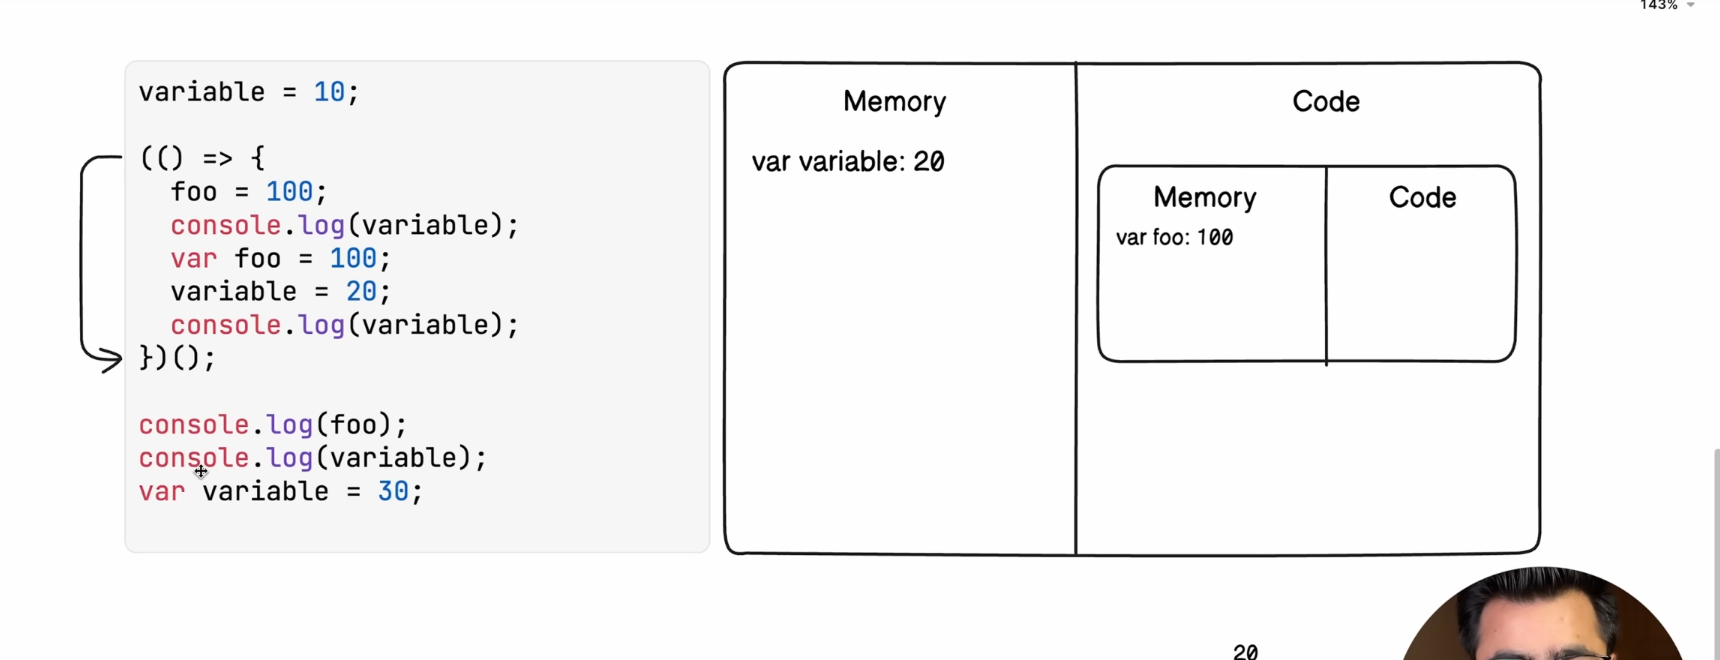 143%
variable = 10;
(() => {
foo = 100;
console.log(variable);
var foo = 100;
variable = 20;
console.log(variable);
})();
console.log(foo);
console.log(variable);
var variable = 30;
Memory
var variable: 20
Code
Memory
var foo: 100
Code
20